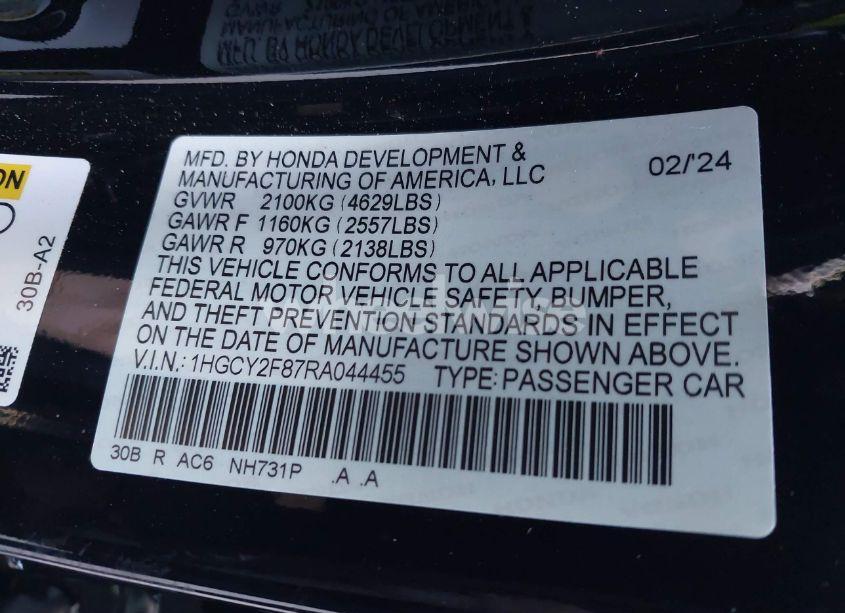 MFD. BY HONDA DEVELOPMENT &
MANUFACTURING OF AMERICA, LLC
02/'24
GVWR 2100KG (4629LBS)
GAWR F 1160KG (2557LBS)
GAWR R 970KG (2138LBS)
THIS VEHICLE CONFORMS TO ALL APPLICABLE
FEDERAL MOTOR VEHICLE SAFETY, BUMPER,
AND THEFT PREVENTION STANDARDS IN EFFECT
ON THE DATE OF MANUFACTURE SHOWN ABOVE.
V.I.N.: 1HGCY2F87RA044455 TYPE: PASSENGER CAR
30B R AC6 NH731P .A .A
ON
30B-A2